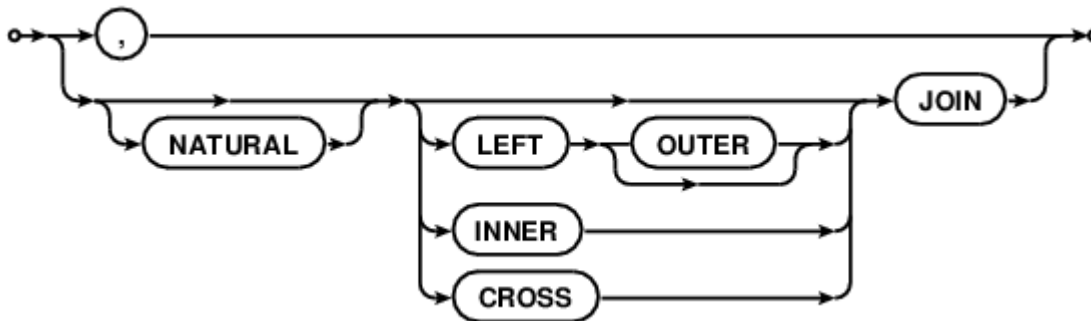 ,
JOIN
NATURAL
LEFT
OUTER
INNER
CROSS